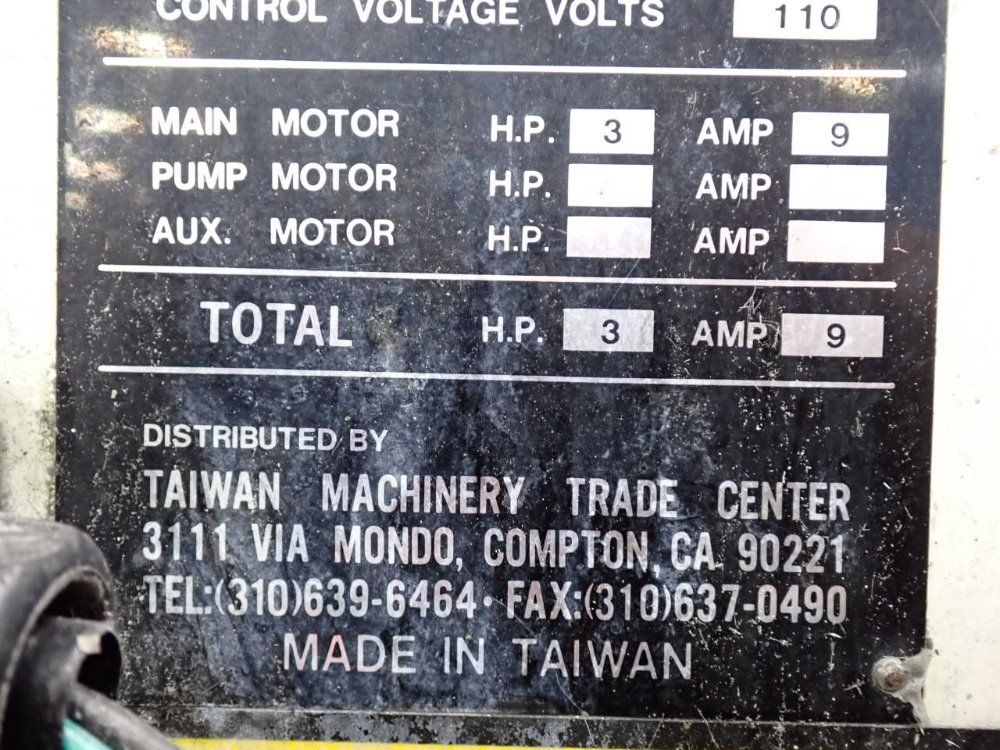 CONTROL VOLTAGE VOLTS 110
MAIN MOTOR H.P. 3 AMP 9
PUMP MOTOR H.P. AMP
AUX. MOTOR H.P. AMP
TOTAL H.P. 3 AMP 9
DISTRIBUTED BY
TAIWAN MACHINERY TRADE CENTER
3111 VIA MONDO, COMPTON, CA. 90221
TEL:(310)639-6464· FAX:(310)637-0490
MADE IN TAIWAN